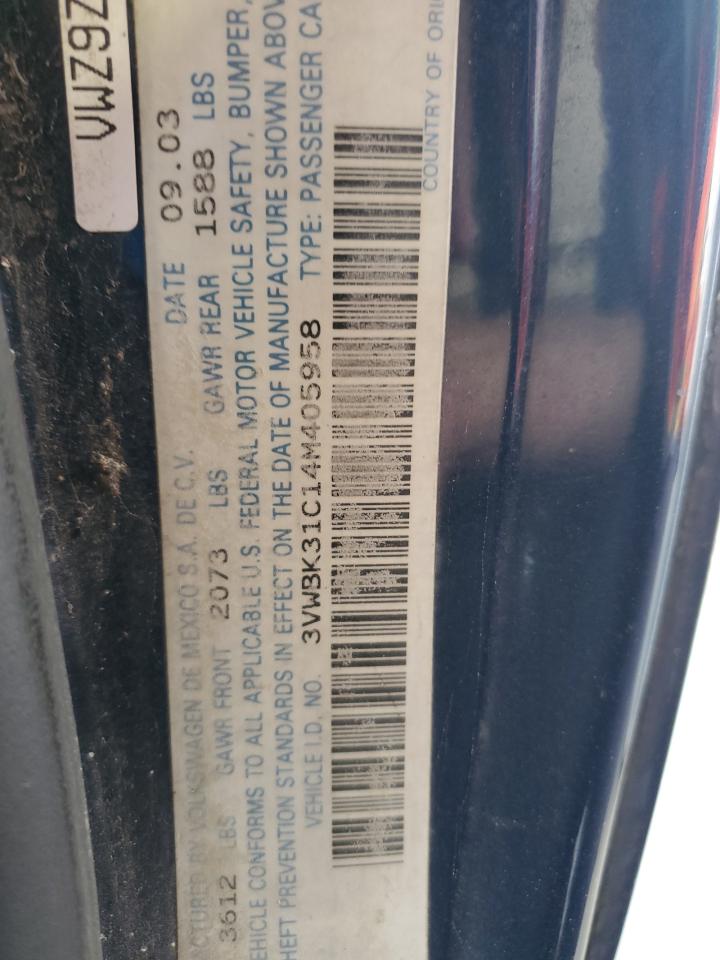 VWZ9Z
CTURED BY VOLKSWAGEN DE MEXICO S.A. DE C.V. DATE 09.03
3612 LBS GAWR FRONT 2073 LBS GAWR REAR 1588 LBS
EHICLE CONFORMS TO ALL APPLICABLE U.S. FEDERAL MOTOR VEHICLE SAFETY, BUMPER,
HEFT PREVENTION STANDARDS IN EFFECT ON THE DATE OF MANUFACTURE SHOWN ABOV
VEHICLE I.D. NO. 3VWBK31C14M405958 TYPE: PASSENGER CA
COUNTRY OF ORI